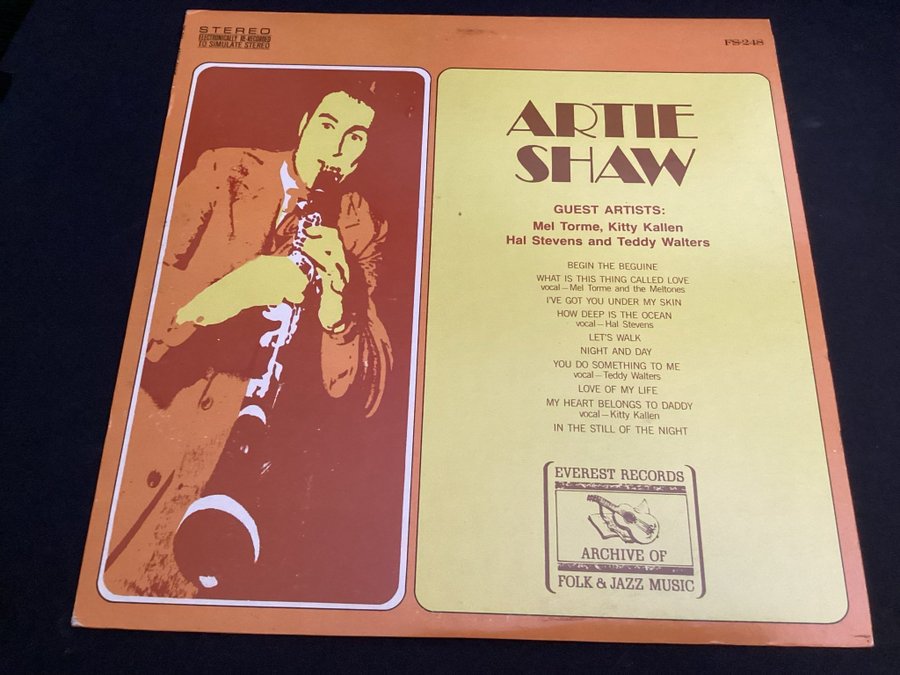 STEREO
ELECTRONICALLY RE-RECORDED
TO SIMULATE STEREO
FS-248
ARTIE
SHAW
GUEST ARTISTS:
Mel Torme, Kitty Kallen
Hal Stevens and Teddy Walters
BEGIN THE BEGUINE
WHAT IS THIS THING CALLED LOVE
vocal—Mel Torme and the Meltones
I'VE GOT YOU UNDER MY SKIN
HOW DEEP IS THE OCEAN
vocal—Hal Stevens
LET'S WALK
NIGHT AND DAY
YOU DO SOMETHING TO ME
vocal—Teddy Walters
LOVE OF MY LIFE
MY HEART BELONGS TO DADDY
vocal—Kitty Kallen
IN THE STILL OF THE NIGHT
EVEREST RECORDS
ARCHIVE OF
FOLK & JAZZ MUSIC